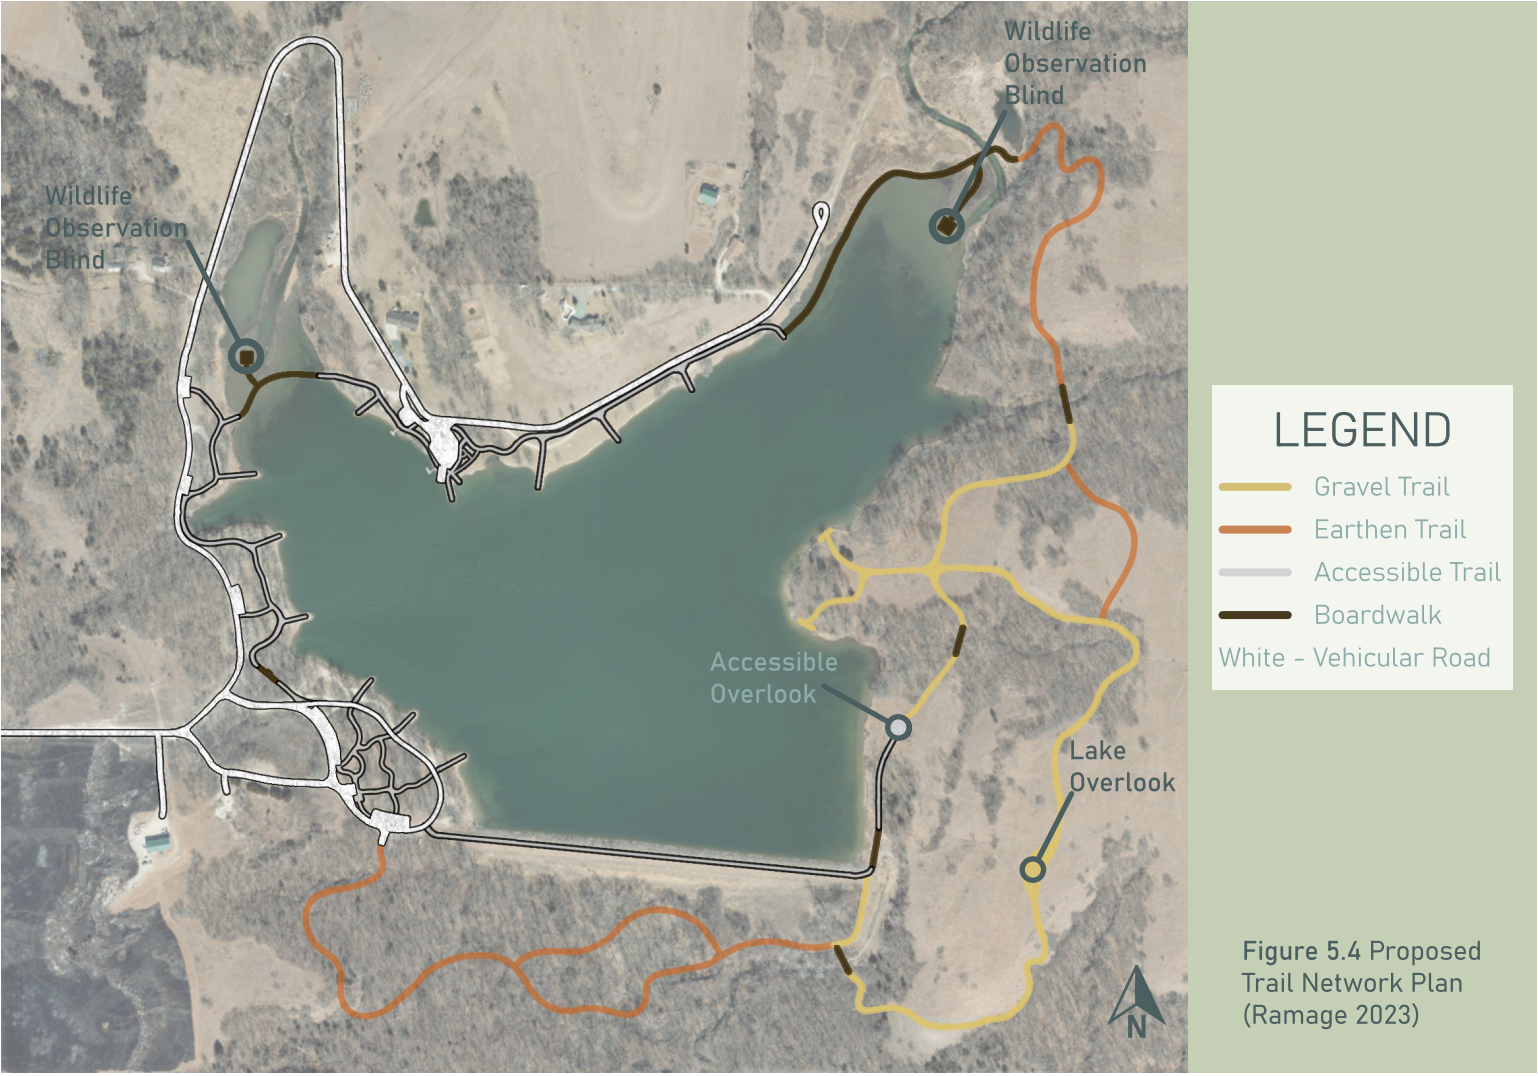 Wildlife
Observation
Blind
Wildlife
Observation
Blind
Accessible
Overlook
Lake
Overlook
N
LEGEND
Gravel Trail
Earthen Trail
Accessible Trail
Boardwalk
White - Vehicular Road
Figure 5.4 Proposed
Trail Network Plan
(Ramage 2023)